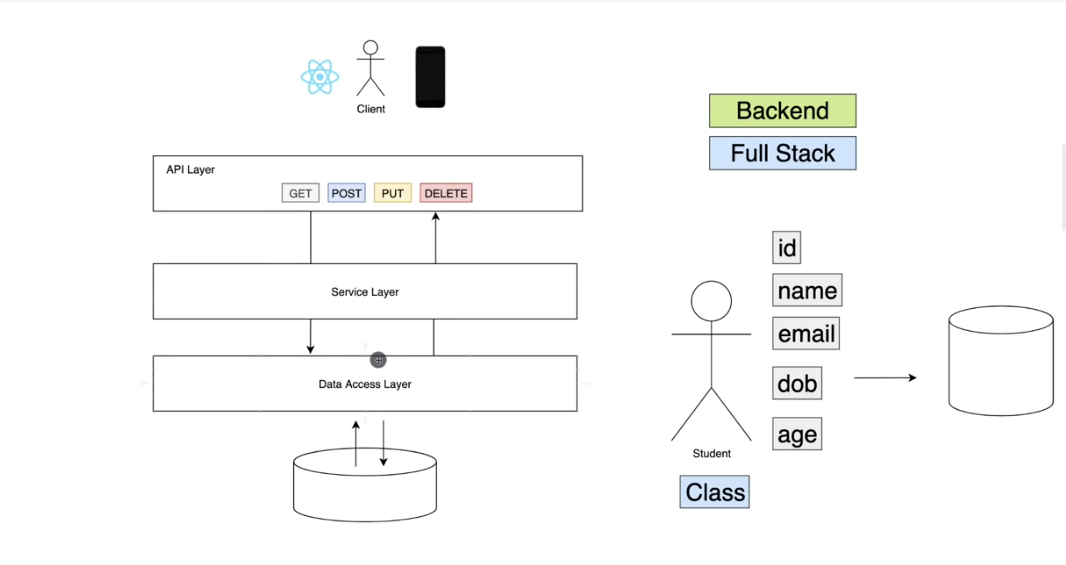 Client
API Layer
GET POST PUT DELETE
Service Layer
Data Access Layer
Backend
Full Stack
id
name
email
dob
age
Student
Class